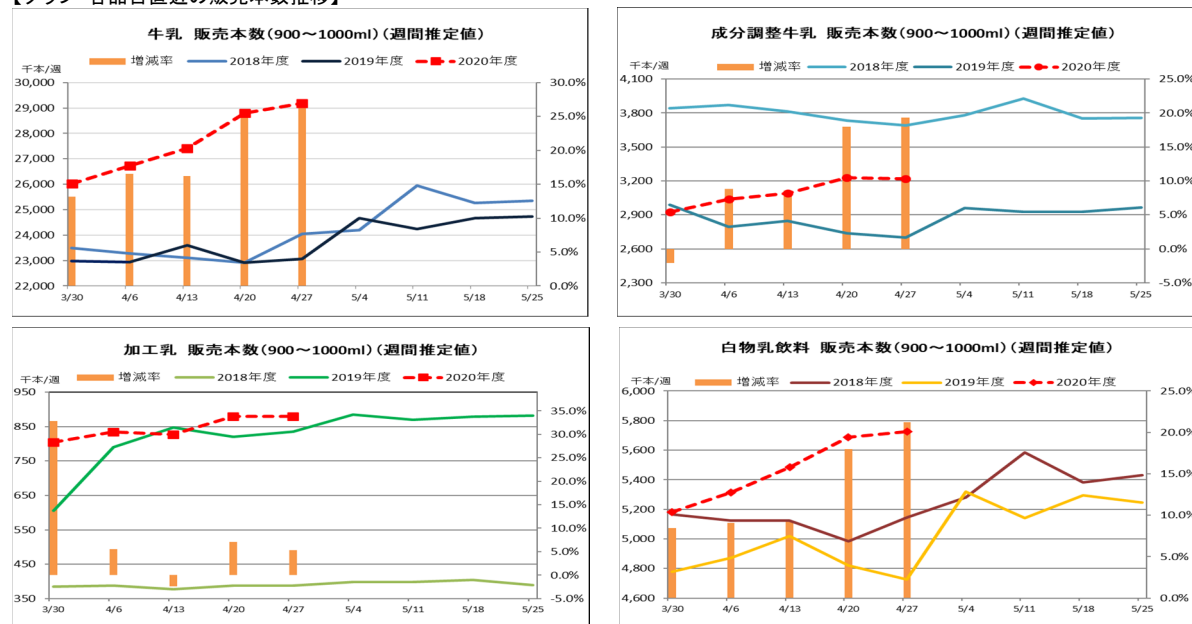 牛乳 販売本数(900～1000ml)(週間推定値)
千本/週 増減率 2018年度 2019年度 2020年度
30,000 30.0%
29,000 25.0%
28,000
27,000 20.0%
26,000 15.0%
25,000 10.0%
24,000
23,000 5.0%
22,000 0.0%
3/30 4/6 4/13 4/20 4/27 5/4 5/11 5/18 5/25
成分調整牛乳 販売本数(900～1000ml)(週間推定値)
千本/週 増減率 2018年度 2019年度 2020年度
4,100 25.0%
3,800 20.0%
3,500 15.0%
3,200 10.0%
2,900 5.0%
2,600 0.0%
2,300 -5.0%
3/30 4/6 4/13 4/20 4/27 5/4 5/11 5/18 5/25
加工乳 販売本数(900～1000ml)(週間推定値)
千本/週 増減率 2018年度 2019年度 2020年度
950 35.0%
850 30.0%
750 25.0%
650 20.0%
15.0%
550 10.0%
450 5.0%
0.0%
350 -5.0%
3/30 4/6 4/13 4/20 4/27 5/4 5/11 5/18 5/25
白物乳飲料 販売本数(900～1000ml)(週間推定値)
千本/週 増減率 2018年度 2019年度 2020年度
6,000 25.0%
5,800 20.0%
5,600
5,400 15.0%
5,200 10.0%
5,000
4,800 5.0%
4,600 0.0%
3/30 4/6 4/13 4/20 4/27 5/4 5/11 5/18 5/25